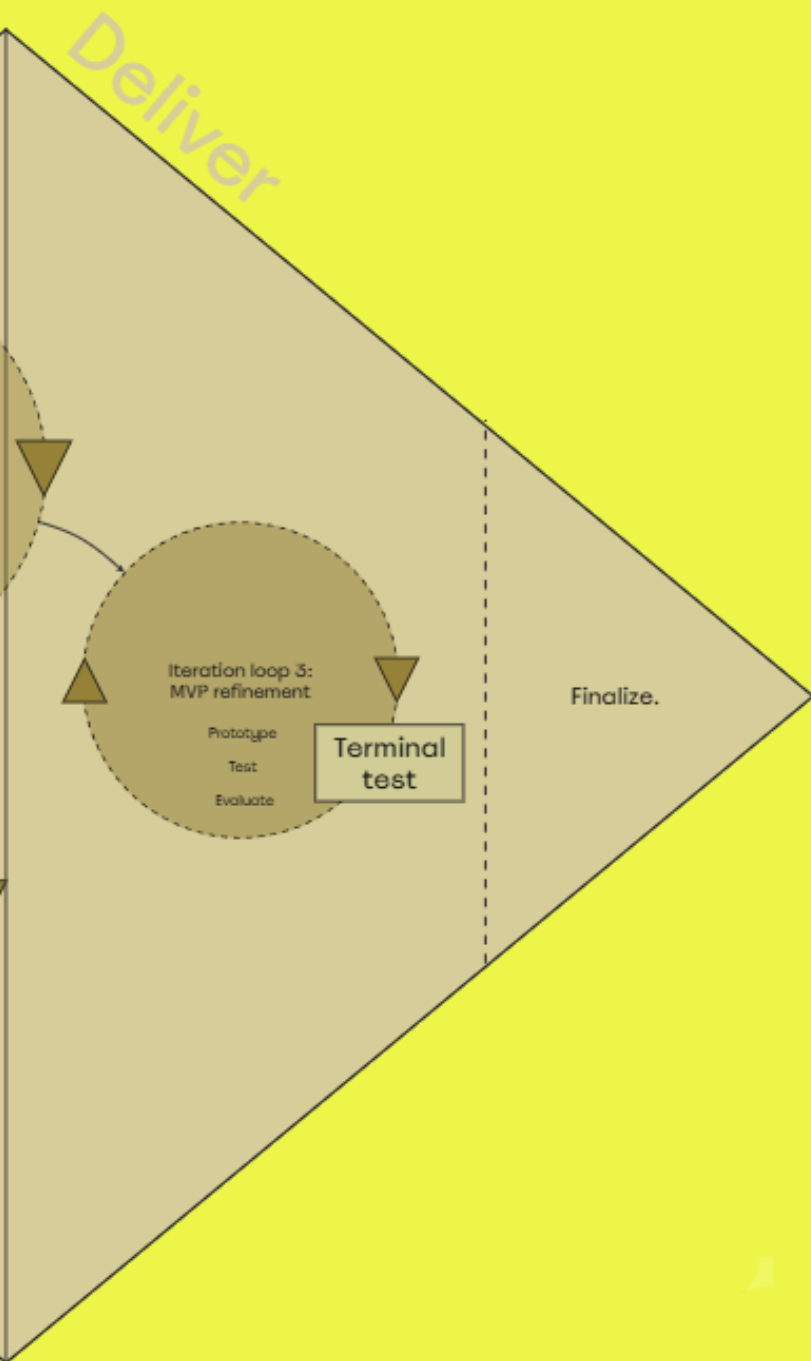 Deliver
Iteration loop 3:
MVP refinement
Prototype
Test
Evaluate
Terminal
test
Finalize.